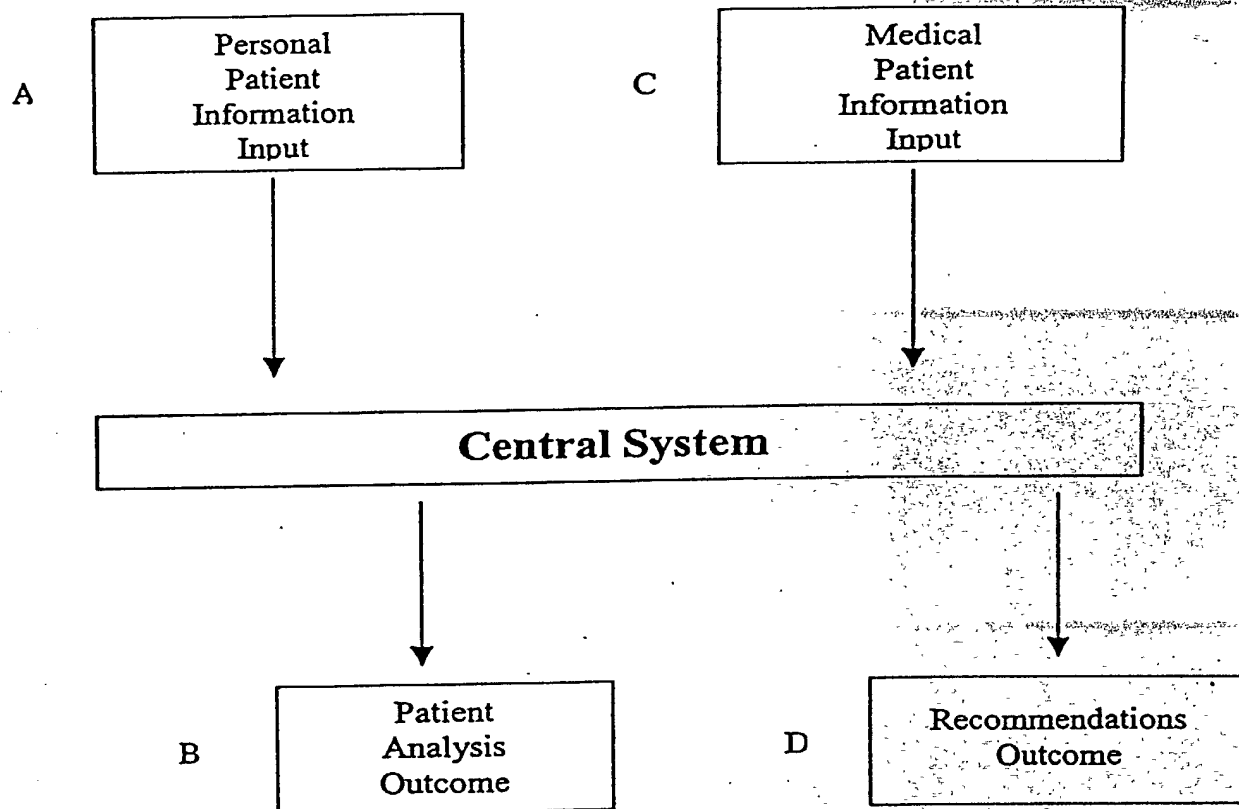 A
Personal
Patient
Information
Input
C
Medical
Patient
Information
Input
Central System
B
Patient
Analysis
Outcome
D
Recommendations
Outcome